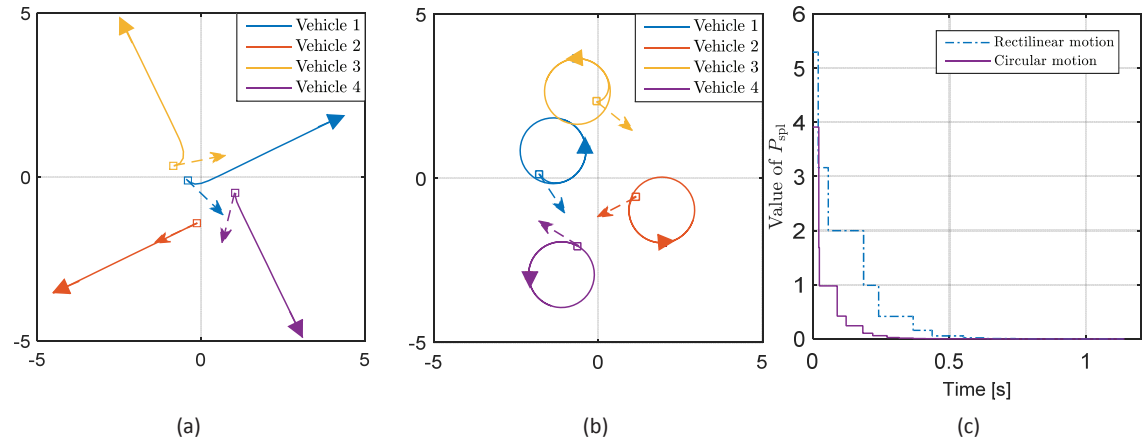 5
0
-5
-5
0
5
Vehicle 1
Vehicle 2
Vehicle 3
Vehicle 4
(a)
5
0
-5
-5
0
5
Vehicle 1
Vehicle 2
Vehicle 3
Vehicle 4
(b)
6
5
4
3
2
1
0
0
0.5
1
Value of P_spl
Time [s]
Rectilinear motion
Circular motion
(c)